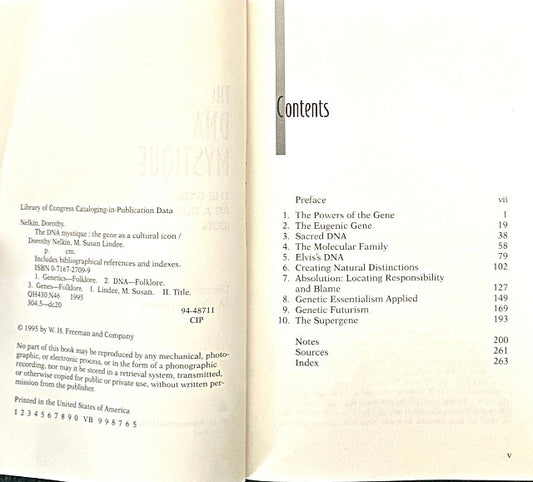 Library of Congress Cataloging-in-Publication Data
Nelkin, Dorothy.
The DNA mystique : the gene as a cultural icon /
Dorothy Nelkin, M. Susan Lindee.
p. cm.
Includes bibliographical references and indexes.
ISBN 0-7167-2709-9
1. Genetics—Folklore. 2. DNA—Folklore.
3. Genes—Folklore. I. Lindee, M. Susan. II. Title.
QH430.N46 1995
304.5—dc20
94-48711
CIP
© 1995 by W. H. Freeman and Company
No part of this book may be reproduced by any mechanical, photo-
graphic, or electronic process, or in the form of a phonographic
recording, nor may it be stored in a retrieval system, transmitted,
or otherwise copied for public or private use, without written per-
mission from the publisher.
Printed in the United States of America
1 2 3 4 5 6 7 8 9 0 VB 9 9 8 7 6 5
Contents
Preface vii
1. The Powers of the Gene 1
2. The Eugenic Gene 19
3. Sacred DNA 38
4. The Molecular Family 58
5. Elvis's DNA 79
6. Creating Natural Distinctions 102
7. Absolution: Locating Responsibility
and Blame 127
8. Genetic Essentialism Applied 149
9. Genetic Futurism 169
10. The Supergene 193
Notes 200
Sources 261
Index 263
v